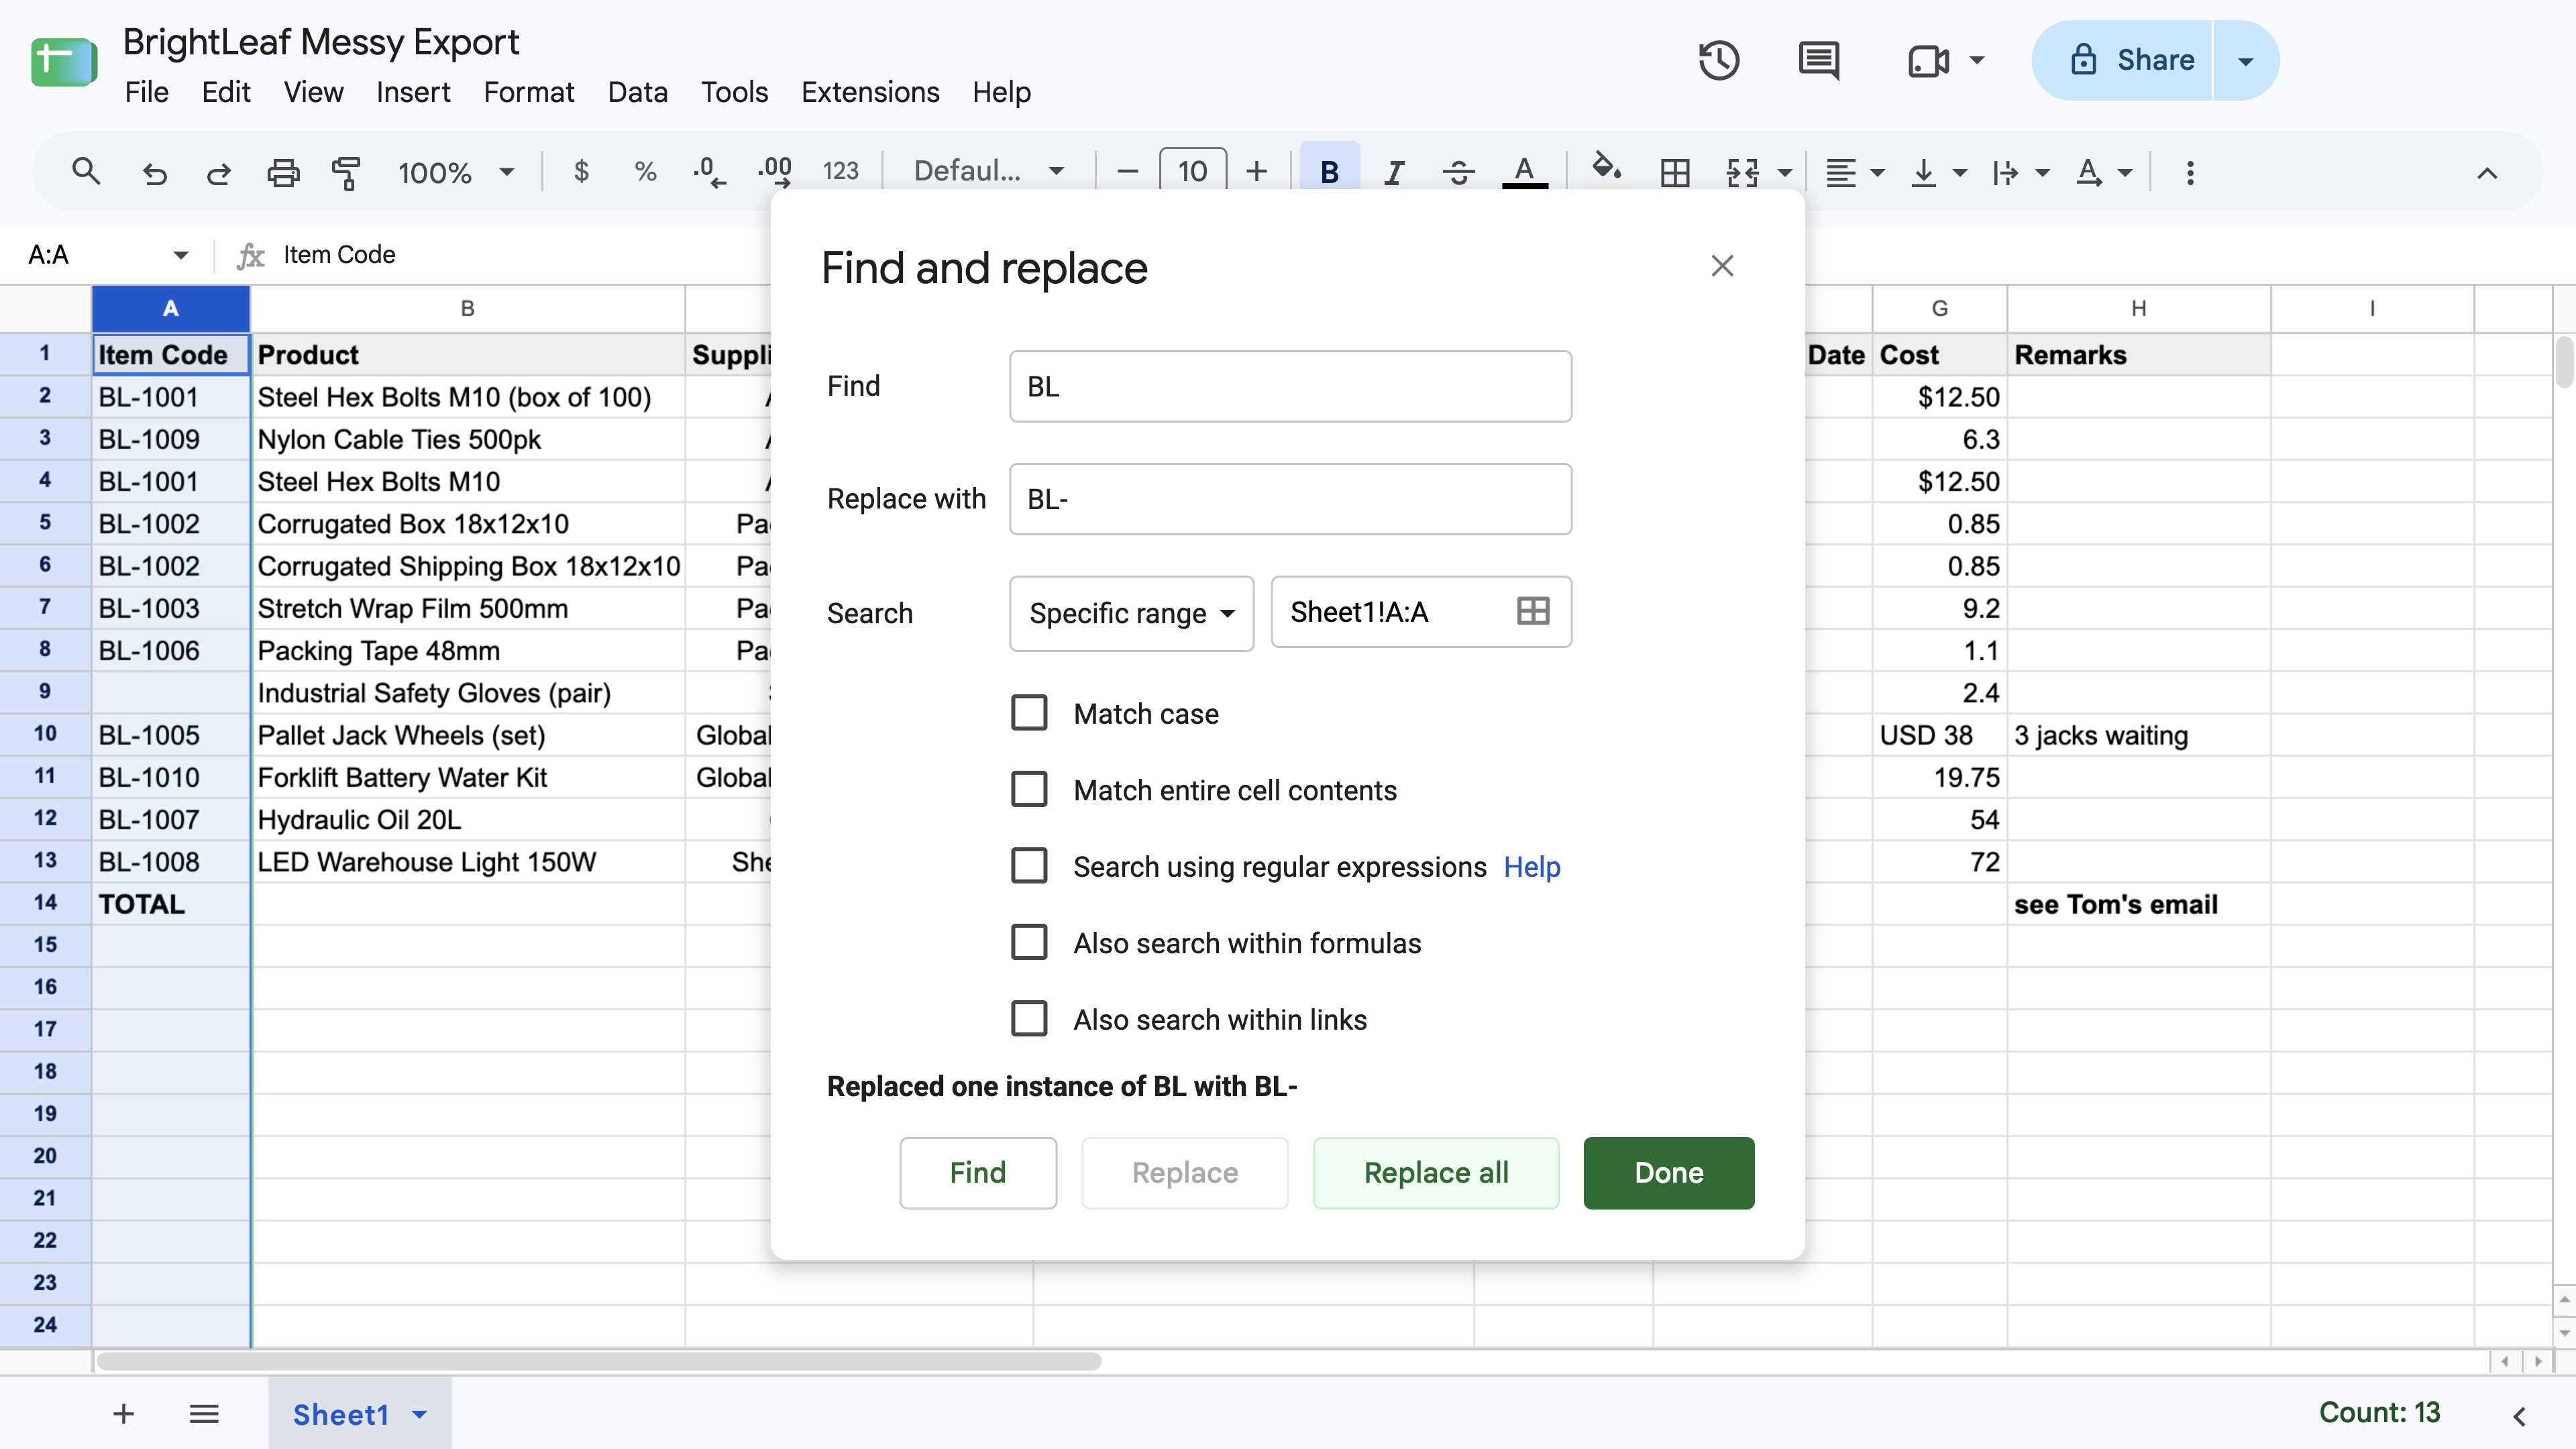 BrightLeaf Messy Export
File Edit View Insert Format Data Tools Extensions Help
Share
100% $ % .0 .00 123 Defaul... 10 B I A
A:A Item Code
A B G H I
1 Item Code Product Suppli Date Cost Remarks
2 BL-1001 Steel Hex Bolts M10 (box of 100) $12.50
3 BL-1009 Nylon Cable Ties 500pk 6.3
4 BL-1001 Steel Hex Bolts M10 $12.50
5 BL-1002 Corrugated Box 18x12x10 0.85
6 BL-1002 Corrugated Shipping Box 18x12x10 0.85
7 BL-1003 Stretch Wrap Film 500mm 9.2
8 BL-1006 Packing Tape 48mm 1.1
9 Industrial Safety Gloves (pair) 2.4
10 BL-1005 Pallet Jack Wheels (set) Global USD 38 3 jacks waiting
11 BL-1010 Forklift Battery Water Kit Global 19.75
12 BL-1007 Hydraulic Oil 20L 54
13 BL-1008 LED Warehouse Light 150W She 72
14 TOTAL see Tom's email
15
16
17
18
19
20
21
22
23
24
Find and replace
Find BL
Replace with BL-
Search Specific range Sheet1!A:A
Match case
Match entire cell contents
Search using regular expressions Help
Also search within formulas
Also search within links
Replaced one instance of BL with BL-
Find Replace Replace all Done
Sheet1 Count: 13